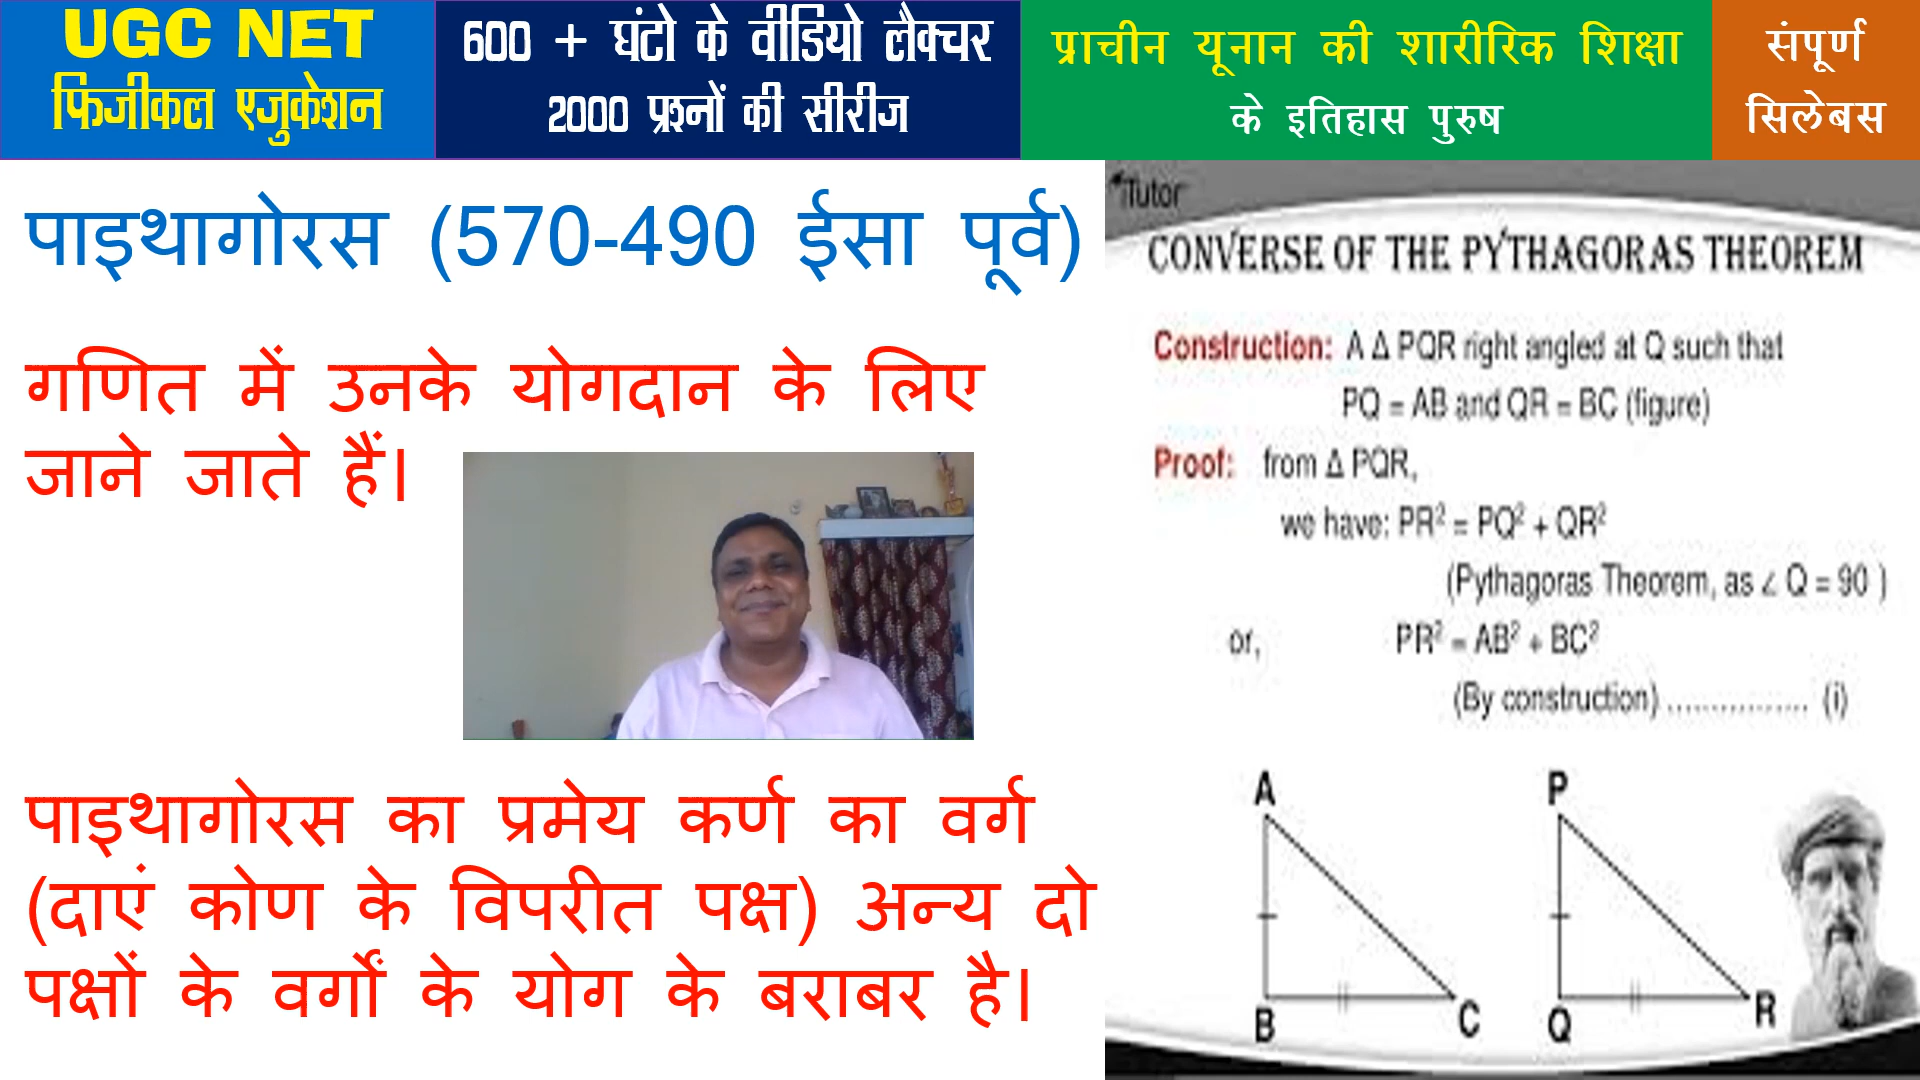 UGC NET
फिजीकल एजुकेशन
600 + घंटो के वीडियो लैक्चर
2000 प्रश्नों की सीरीज
प्राचीन यूनान की शारीरिक शिक्षा
के इतिहास पुरुष
संपूर्ण
सिलेबस
पाइथागोरस (570-490 ईसा पूर्व)
गणित में उनके योगदान के लिए
जाने जाते हैं।
पाइथागोरस का प्रमेय कर्ण का वर्ग
(दाएं कोण के विपरीत पक्ष) अन्य दो
पक्षों के वर्गों के योग के बराबर है।
iTutor
CONVERSE OF THE PYTHAGORAS THEOREM
Construction: A Δ PQR right angled at Q such that
PQ = AB and QR = BC (figure)
Proof: from Δ PQR,
we have: PR² = PQ² + QR²
(Pythagoras Theorem, as ∠ Q = 90 )
or, PR² = AB² + BC²
(By construction) ................ (i)
A
P
B
C
Q
R